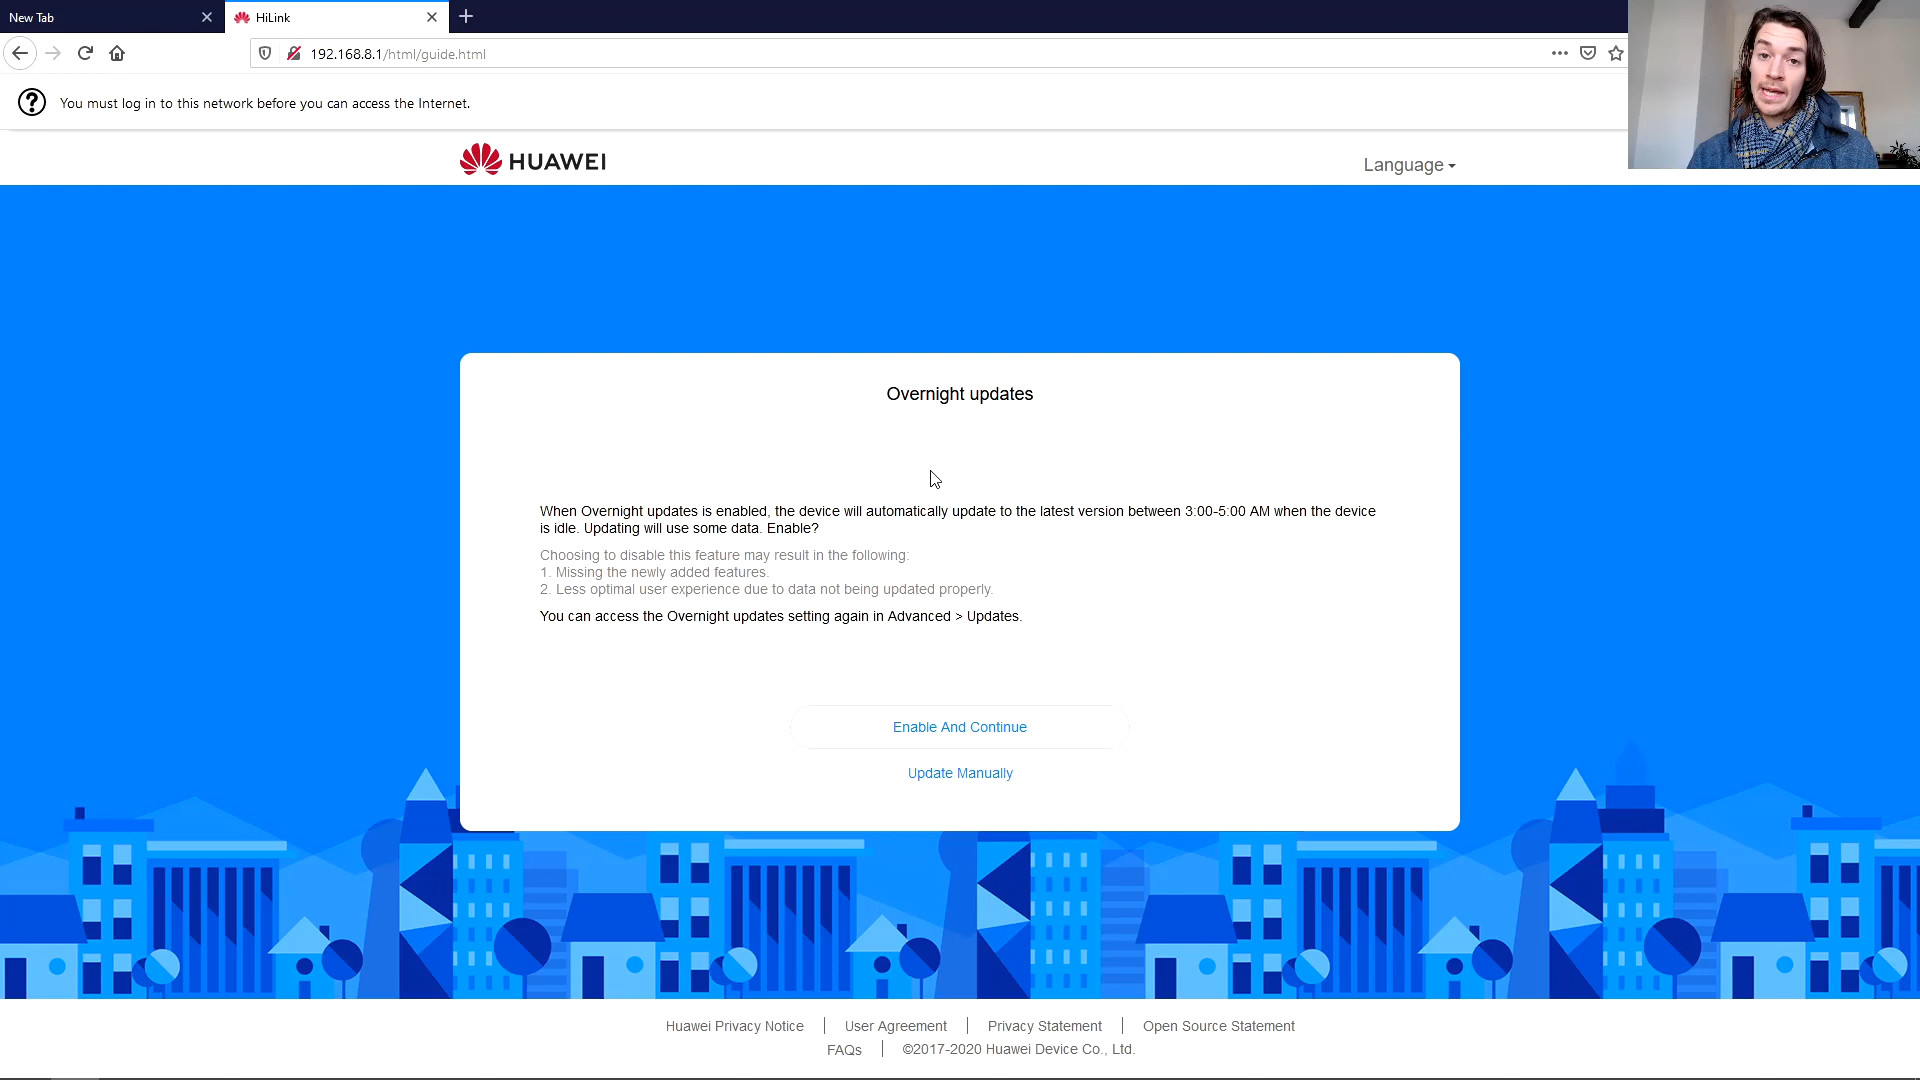 New Tab
HiLink
192.168.8.1/html/guide.html
You must log in to this network before you can access the Internet.
HUAWEI
Language
Overnight updates
When Overnight updates is enabled, the device will automatically update to the latest version between 3:00-5:00 AM when the device
is idle. Updating will use some data. Enable?
Choosing to disable this feature may result in the following:
1. Missing the newly added features.
2. Less optimal user experience due to data not being updated properly.
You can access the Overnight updates setting again in Advanced > Updates.
Enable And Continue
Update Manually
Huawei Privacy Notice | User Agreement | Privacy Statement | Open Source Statement
FAQs | ©2017-2020 Huawei Device Co., Ltd.